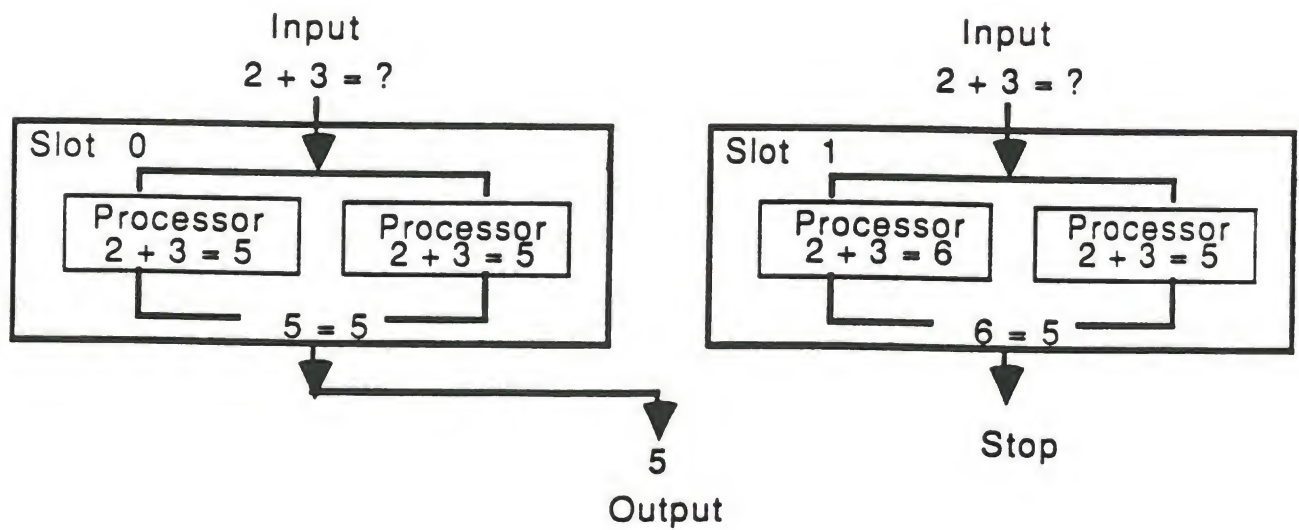 Input
2 + 3 = ?
Slot 0
Processor
2 + 3 = 5
Processor
2 + 3 = 5
5 = 5
5
Output
Input
2 + 3 = ?
Slot 1
Processor
2 + 3 = 6
Processor
2 + 3 = 5
6 = 5
Stop